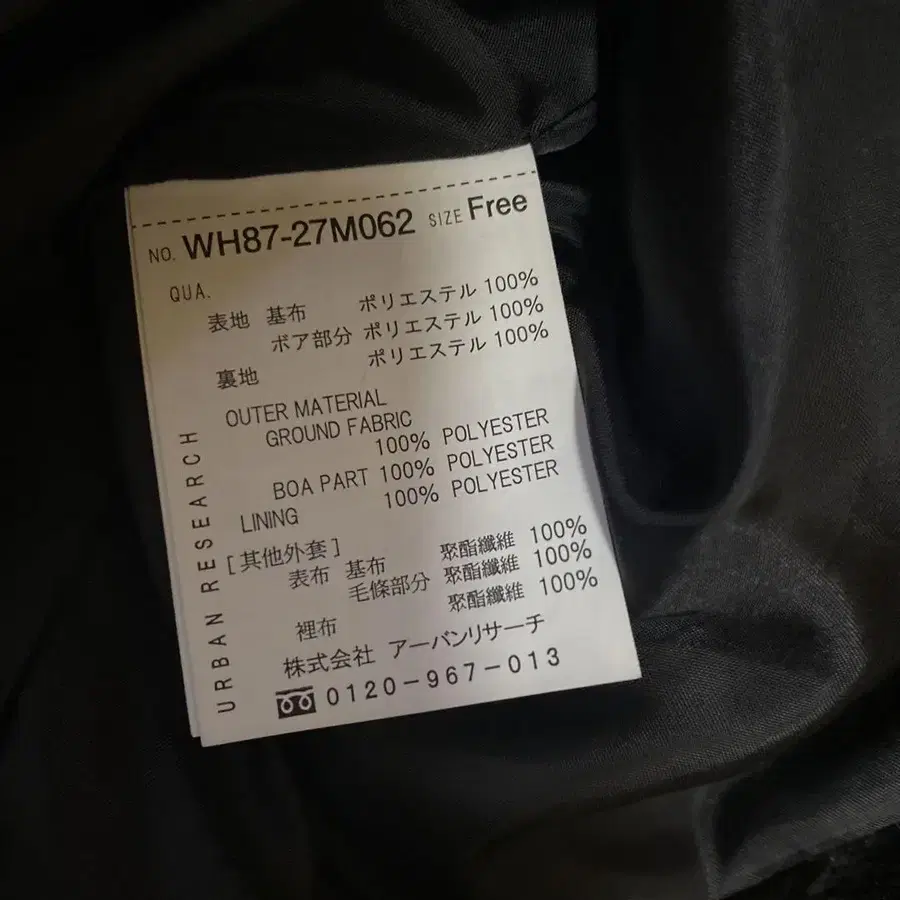 NO. WH87-27M062 SIZE Free
QUA.
表地 基布 ポリエステル 100%
ボア部分 ポリエステル 100%
裏地 ポリエステル 100%
OUTER MATERIAL
GROUND FABRIC
100% POLYESTER
BOA PART 100% POLYESTER
LINING 100% POLYESTER
[其他外套]
表布 基布 聚酯纖維 100%
毛條部分 聚酯纖維 100%
裡布 聚酯纖維 100%
株式会社 アーバンリサーチ
0120-967-013
URBAN RESEARCH